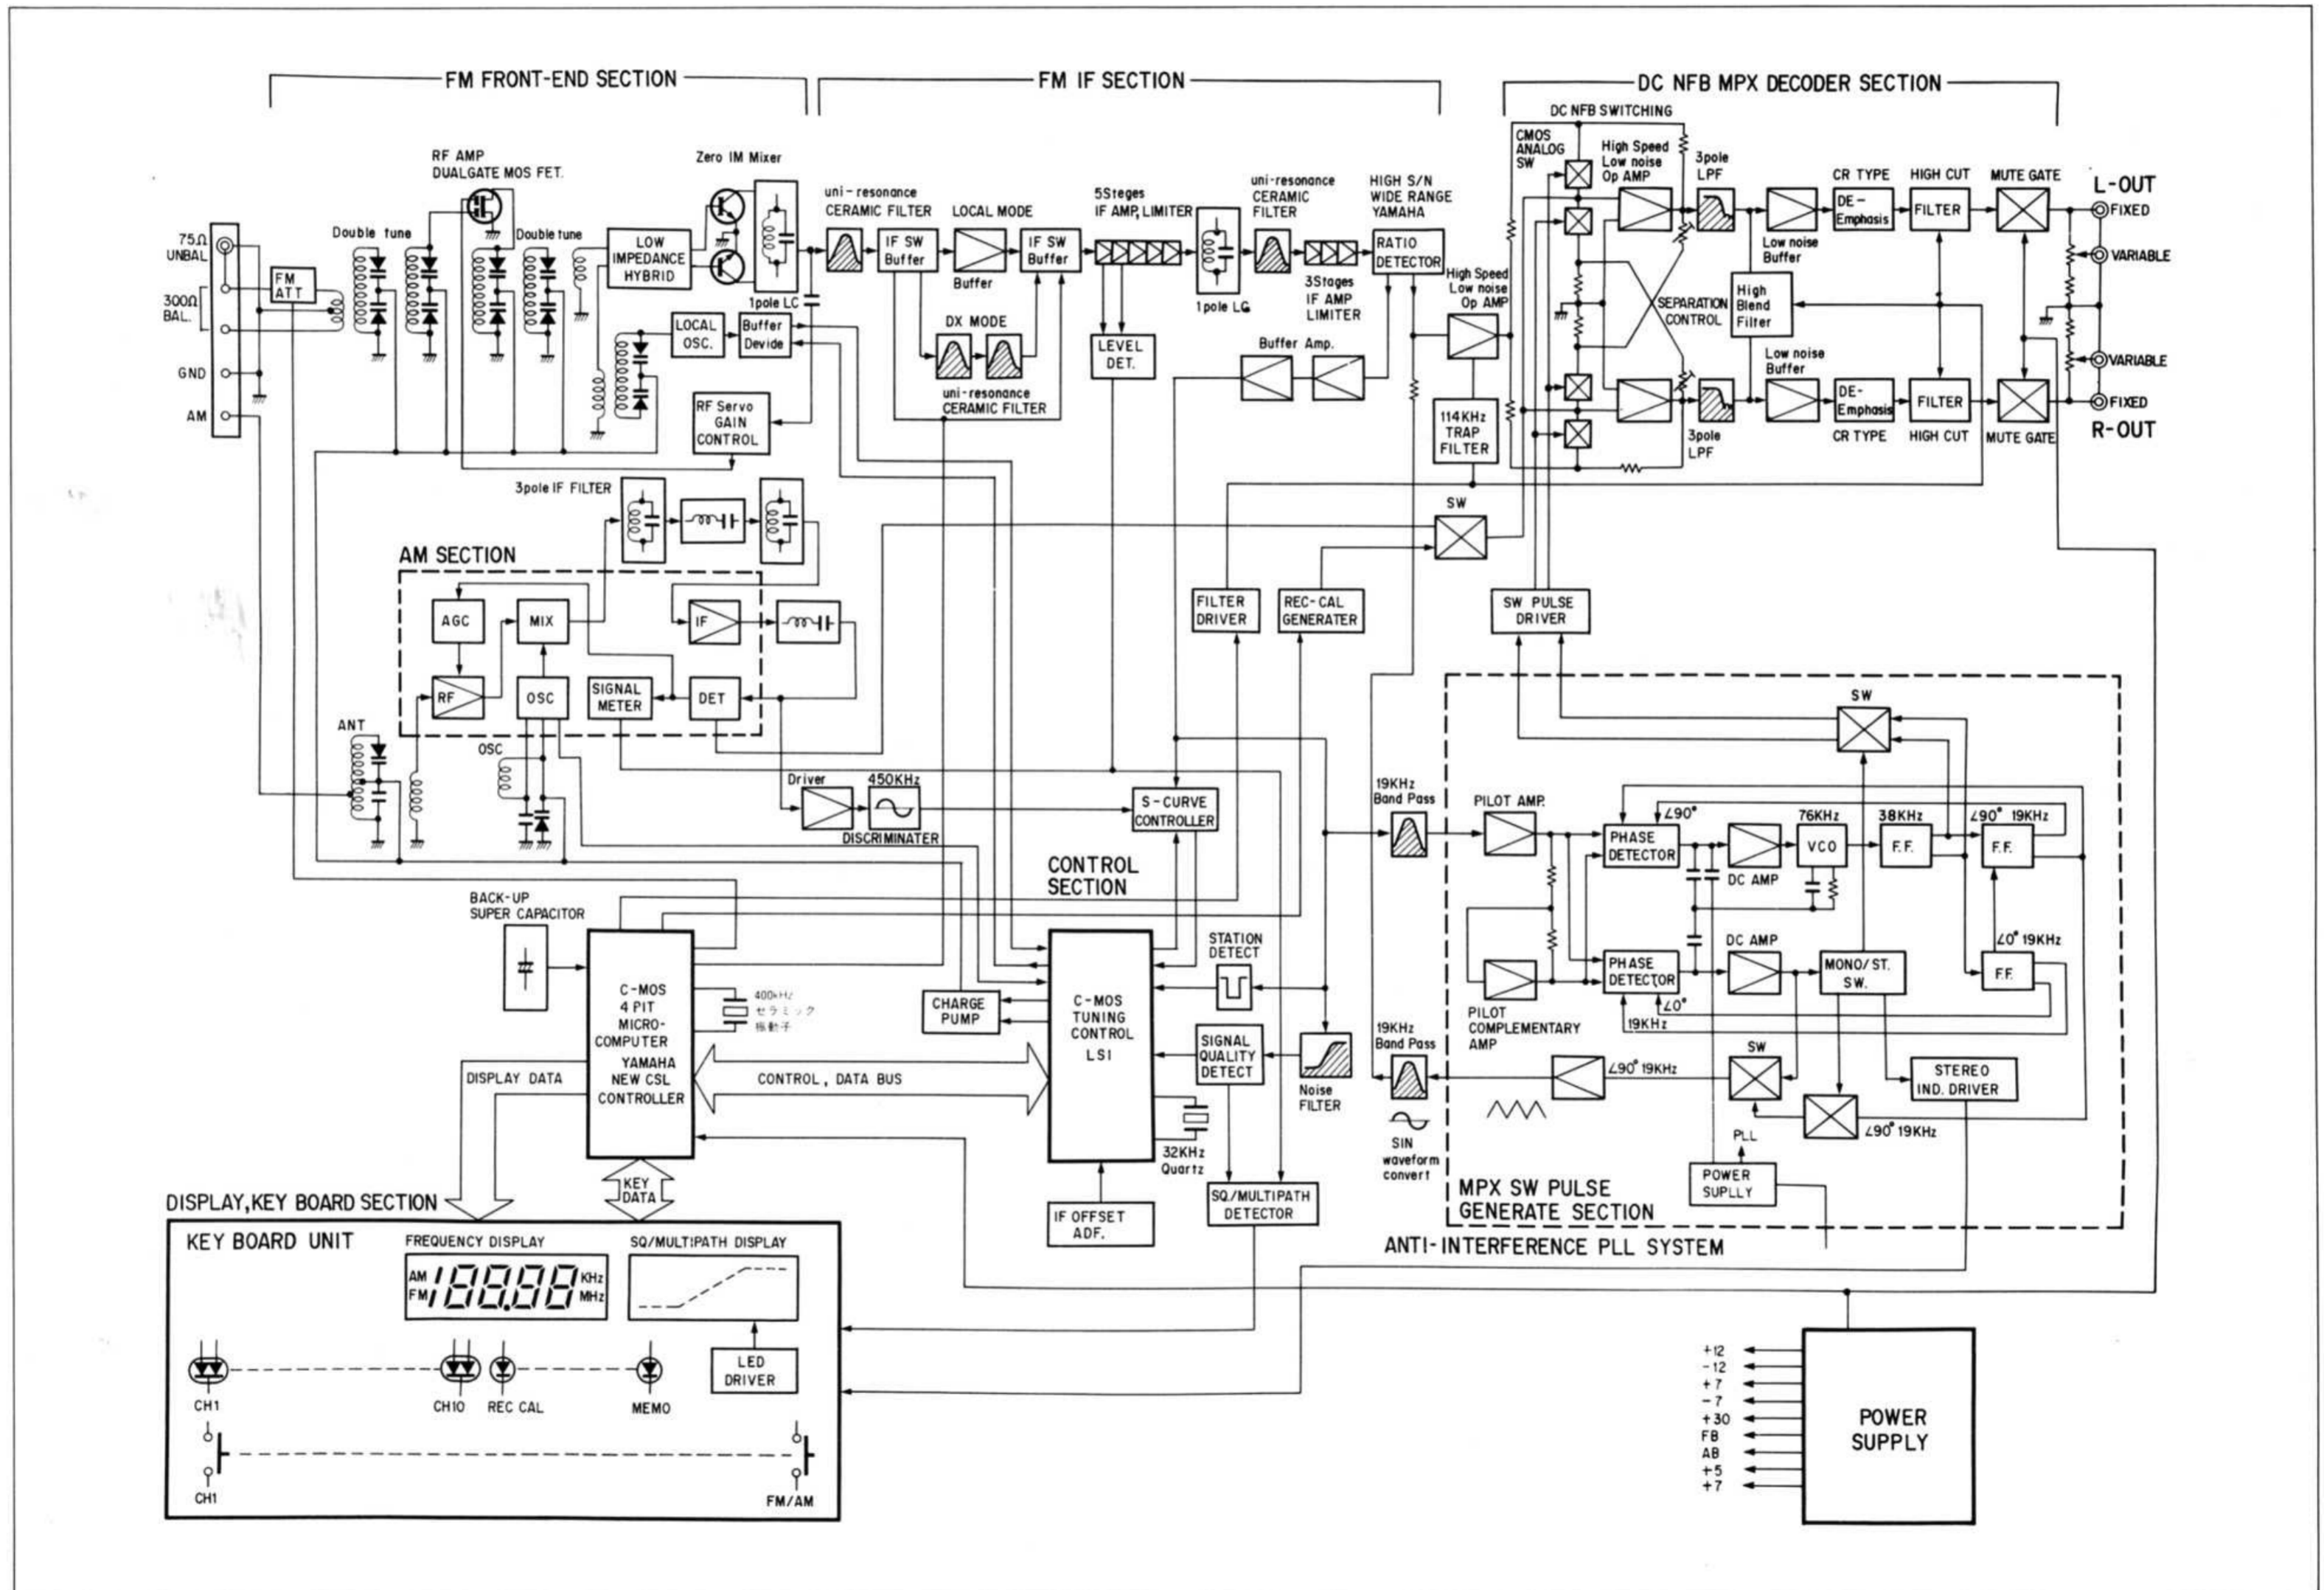 FM FRONT-END SECTION
FM IF SECTION
DC NFB MPX DECODER SECTION
RF AMP
DUALGATE MOS FET.
Zero IM Mixer
75Ω
UNBAL
300Ω
BAL.
GND
AM
FM
ATT
Double tune
Double tune
LOW
IMPEDANCE
HYBRID
1pole LC
LOCAL
OSC.
Buffer
Devide
RF Servo
GAIN
CONTROL
uni-resonance
CERAMIC FILTER
IF SW
Buffer
LOCAL MODE
Buffer
IF SW
Buffer
DX MODE
uni-resonance
CERAMIC FILTER
5Steges
IF AMP, LIMITER
LEVEL
DET.
1pole LG
uni-resonance
CERAMIC
FILTER
3Stages
IF AMP
LIMITER
HIGH S/N
WIDE RANGE
YAMAHA
RATIO
DETECTOR
Buffer Amp.
High Speed
Low noise
Op AMP
114KHz
TRAP
FILTER
DC NFB SWITCHING
CMOS
ANALOG
SW
High Speed
Low noise
Op AMP
3pole
LPF
Low noise
Buffer
CR TYPE
DE-
Emphasis
HIGH CUT
FILTER
MUTE GATE
L-OUT
FIXED
VARIABLE
SEPARATION
CONTROL
High
Blend
Filter
Low noise
Buffer
3pole
LPF
DE-
Emphasis
CR TYPE
FILTER
HIGH CUT
MUTE GATE
VARIABLE
FIXED
R-OUT
3pole IF FILTER
AM SECTION
AGC
MIX
IF
RF
OSC
SIGNAL
METER
DET
ANT
OSC
Driver
450KHz
DISCRIMINATER
S-CURVE
CONTROLLER
FILTER
DRIVER
REC-CAL
GENERATER
SW
SW PULSE
DRIVER
SW
19KHz
Band Pass
PILOT AMP.
∠90°
PHASE
DETECTOR
DC AMP
76KHz
VCO
38KHz
F.F.
∠90° 19KHz
F.F.
∠0° 19KHz
F.F.
PILOT
COMPLEMENTARY
AMP
PHASE
DETECTOR
∠0°
19KHz
DC AMP
MONO/ST.
SW.
SW
∠90° 19KHz
STEREO
IND. DRIVER
∠90° 19KHz
PLL
POWER
SUPLLY
19KHz
Band Pass
SIN
waveform
convert
MPX SW PULSE
GENERATE SECTION
ANTI-INTERFERENCE PLL SYSTEM
BACK-UP
SUPER CAPACITOR
C-MOS
4 PIT
MICRO-
COMPUTER
YAMAHA
NEW CSL
CONTROLLER
400kHz
セラミック
振動子
CHARGE
PUMP
CONTROL
SECTION
C-MOS
TUNING
CONTROL
LSI
STATION
DETECT
SIGNAL
QUALITY
DETECT
Noise
FILTER
32KHz
Quartz
IF OFFSET
ADF.
SQ./MULTIPATH
DETECTOR
DISPLAY DATA
CONTROL, DATA BUS
KEY
DATA
DISPLAY, KEY BOARD SECTION
KEY BOARD UNIT
FREQUENCY DISPLAY
AM
FM
188.88
KHz
MHz
SQ/MULTIPATH DISPLAY
LED
DRIVER
CH1
CH10
REC CAL
MEMO
CH1
FM/AM
+12
-12
+7
-7
+30
FB
AB
+5
+7
POWER
SUPPLY